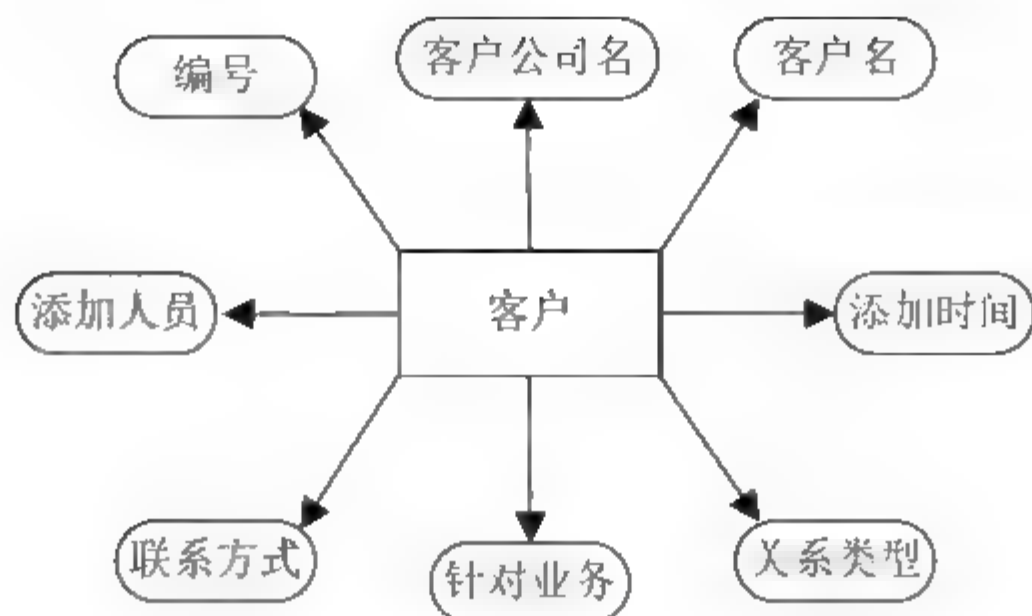 编号
客户公司名
客户名
添加人员
客户
添加时间
联系方式
针对业务
关系类型